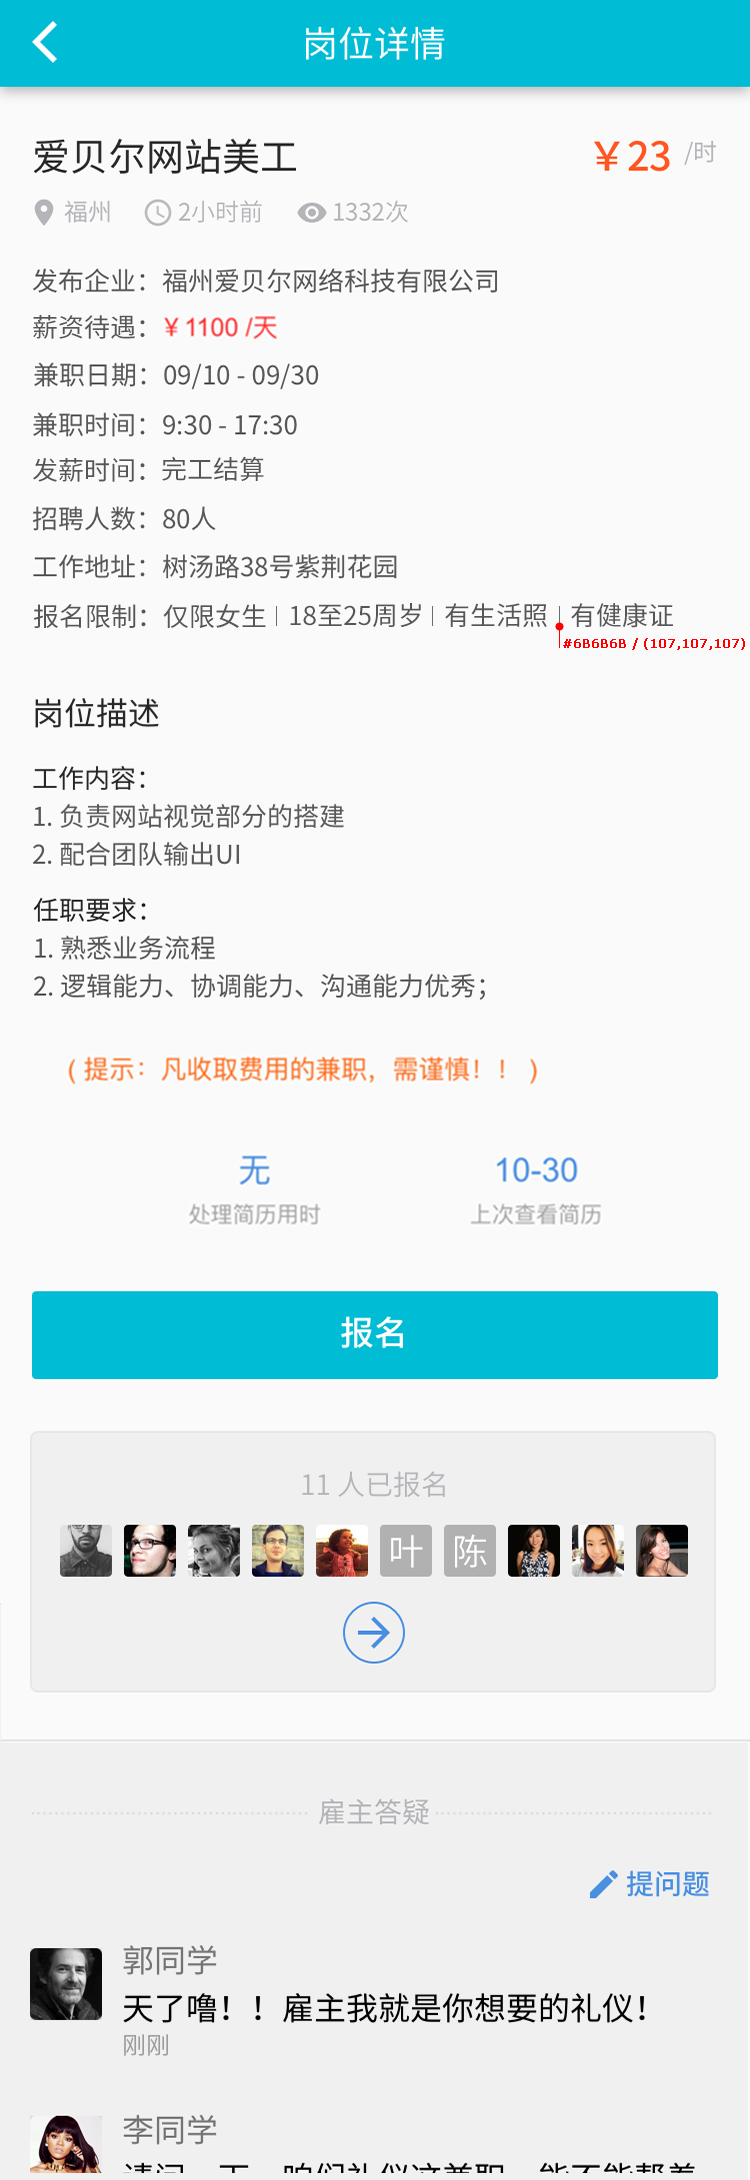 岗位详情
爱贝尔网站美工 ¥23 /时
福州 2小时前 1332次
发布企业：福州爱贝尔网络科技有限公司
薪资待遇：¥ 1100 /天
兼职日期：09/10 - 09/30
兼职时间：9:30 - 17:30
发薪时间：完工结算
招聘人数：80人
工作地址：树汤路38号紫荆花园
报名限制：仅限女生 | 18至25周岁 | 有生活照 | 有健康证
#6B6B6B / (107,107,107)
岗位描述
工作内容：
1. 负责网站视觉部分的搭建
2. 配合团队输出UI
任职要求：
1. 熟悉业务流程
2. 逻辑能力、协调能力、沟通能力优秀；
( 提示：凡收取费用的兼职，需谨慎！！ )
无 10-30
处理简历用时 上次查看简历
报名
11 人已报名
叶 陈
雇主答疑
提问题
郭同学
天了噜！！雇主我就是你想要的礼仪！
刚刚
李同学